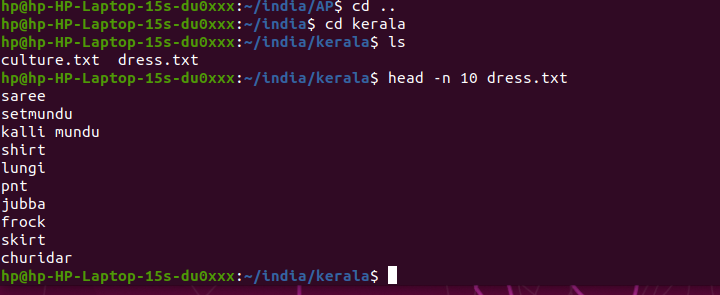 hp@hp-HP-Laptop-15s-du0xxx:~/india/AP$ cd ..
hp@hp-HP-Laptop-15s-du0xxx:~/india$ cd kerala
hp@hp-HP-Laptop-15s-du0xxx:~/india/kerala$ ls
culture.txt  dress.txt
hp@hp-HP-Laptop-15s-du0xxx:~/india/kerala$ head -n 10 dress.txt
saree
setmundu
kalli mundu
shirt
lungi
pnt
jubba
frock
skirt
churidar
hp@hp-HP-Laptop-15s-du0xxx:~/india/kerala$